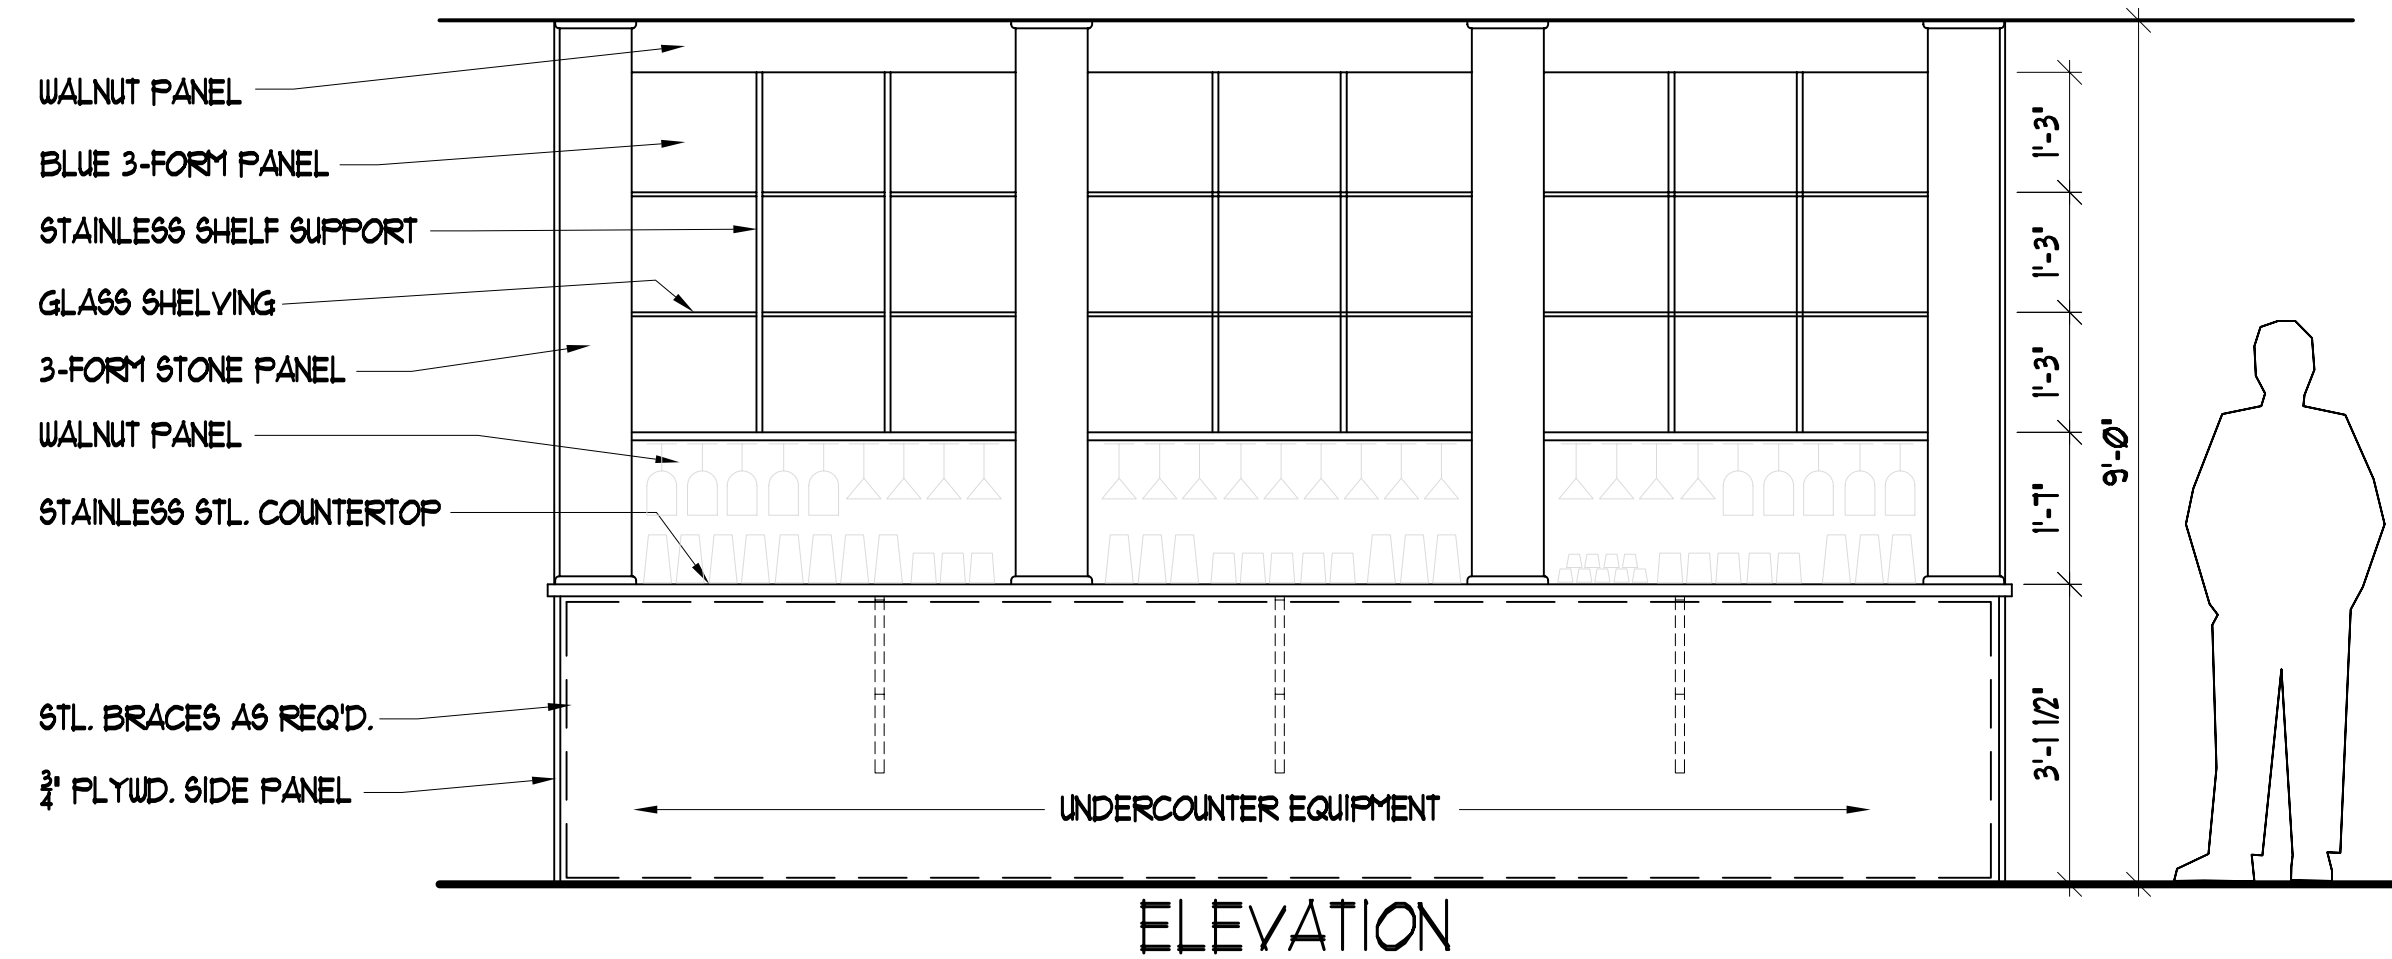 WALNUT PANEL
BLUE 3-FORM PANEL
STAINLESS SHELF SUPPORT
GLASS SHELVING
3-FORM STONE PANEL
WALNUT PANEL
STAINLESS STL. COUNTERTOP
STL. BRACES AS REQ'D.
3/4" PLYWD. SIDE PANEL
UNDERCOUNTER EQUIPMENT
1'-3"
1'-3"
1'-3"
1'-7"
3'-1 1/2"
9'-0"
ELEVATION